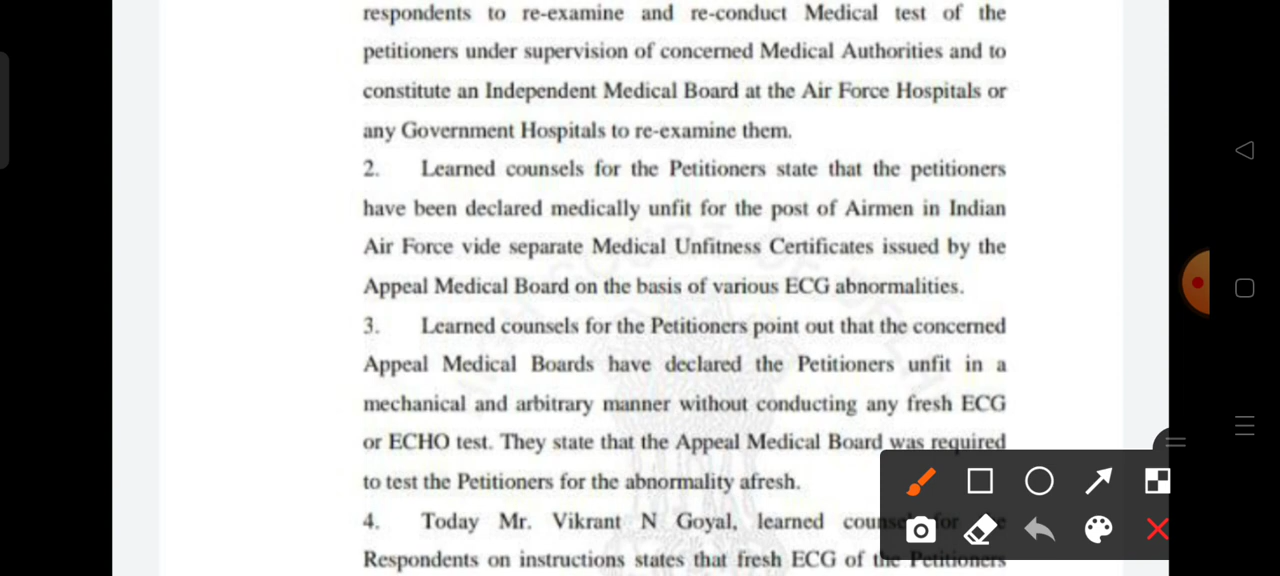 respondents to re-examine and re-conduct Medical test of the
petitioners under supervision of concerned Medical Authorities and to
constitute an Independent Medical Board at the Air Force Hospitals or
any Government Hospitals to re-examine them.
2. Learned counsels for the Petitioners state that the petitioners
have been declared medically unfit for the post of Airmen in Indian
Air Force vide separate Medical Unfitness Certificates issued by the
Appeal Medical Board on the basis of various ECG abnormalities.
3. Learned counsels for the Petitioners point out that the concerned
Appeal Medical Boards have declared the Petitioners unfit in a
mechanical and arbitrary manner without conducting any fresh ECG
or ECHO test. They state that the Appeal Medical Board was required
to test the Petitioners for the abnormality afresh.
4. Today Mr. Vikrant N Goyal, learned counsel for the
Respondents on instructions states that fresh ECG of the Petitioners